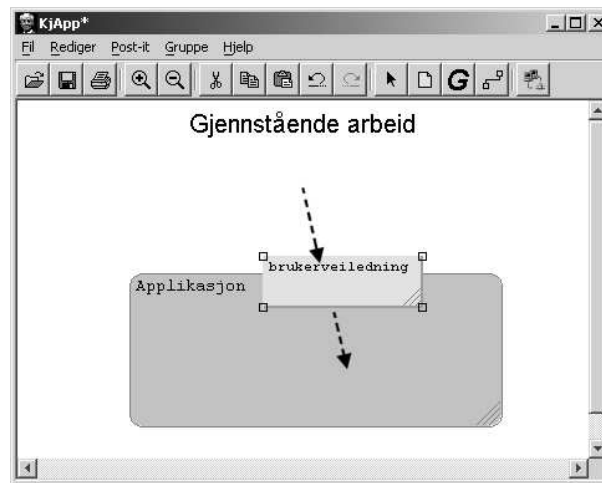 KjApp*
Fil Rediger Post-it Gruppe Hjelp
G
Gjennstående arbeid
brukerveiledning
Applikasjon